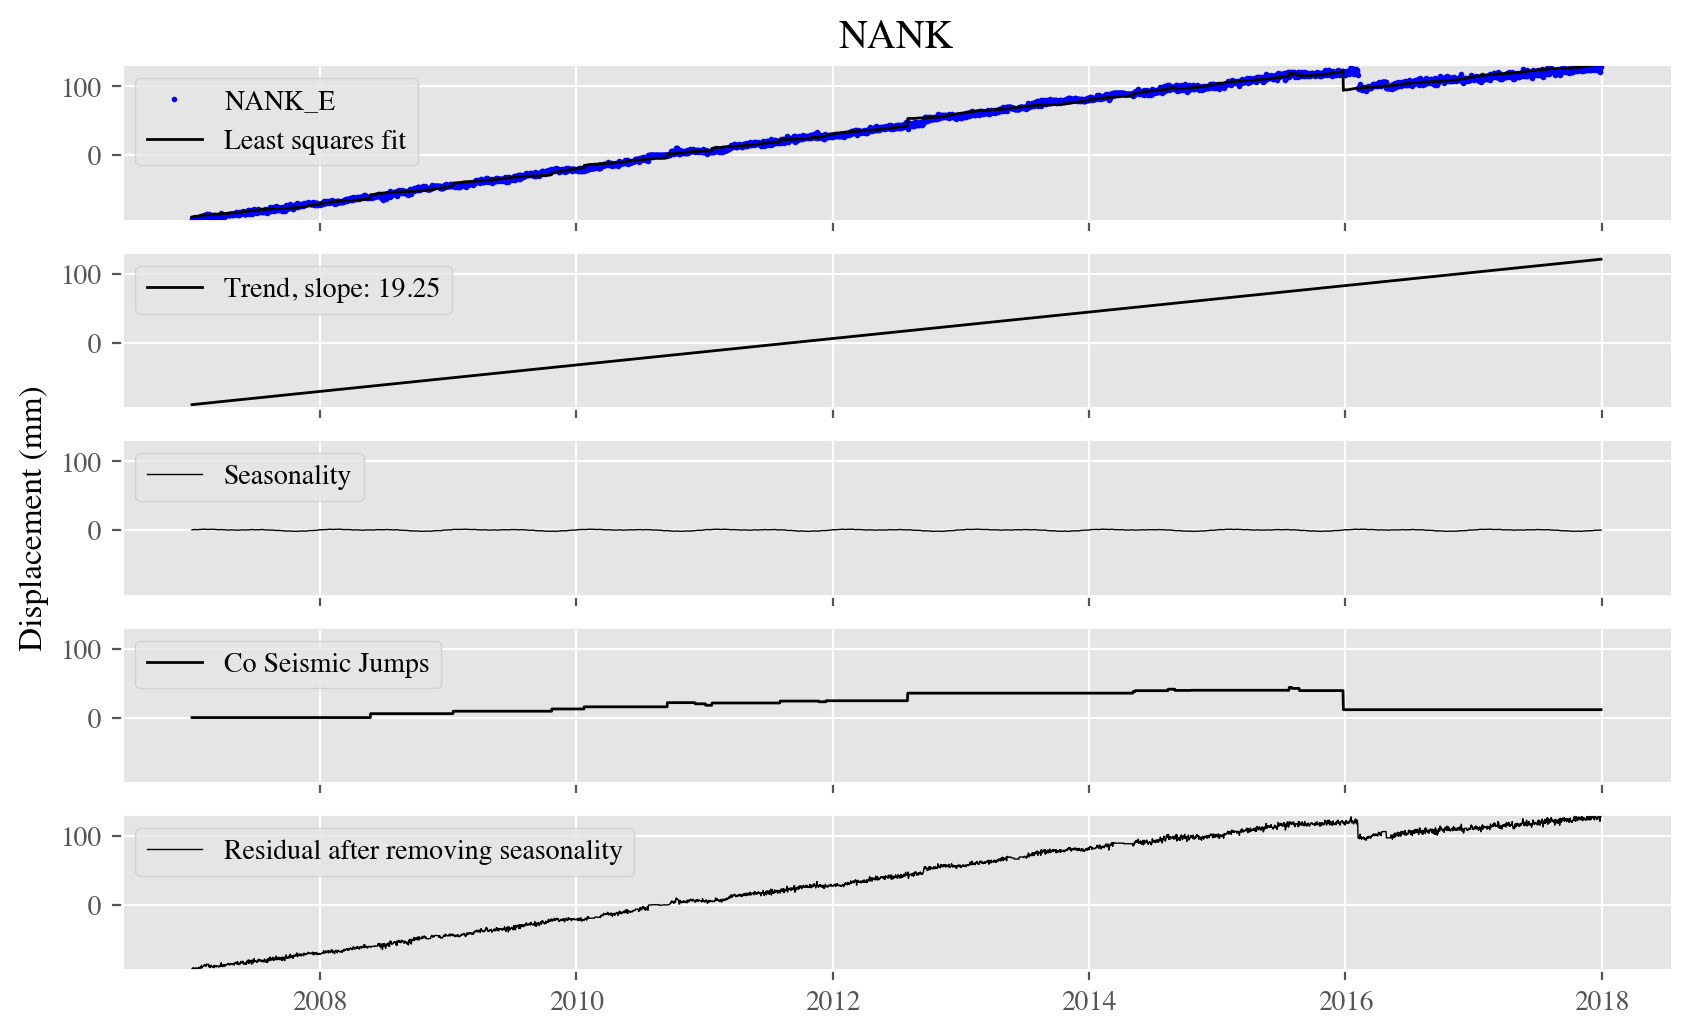 NANK
100
0
NANK_E
Least squares fit
100
0
Trend, slope: 19.25
Displacement (mm)
100
0
Seasonality
100
0
Co Seismic Jumps
100
0
Residual after removing seasonality
2008 2010 2012 2014 2016 2018